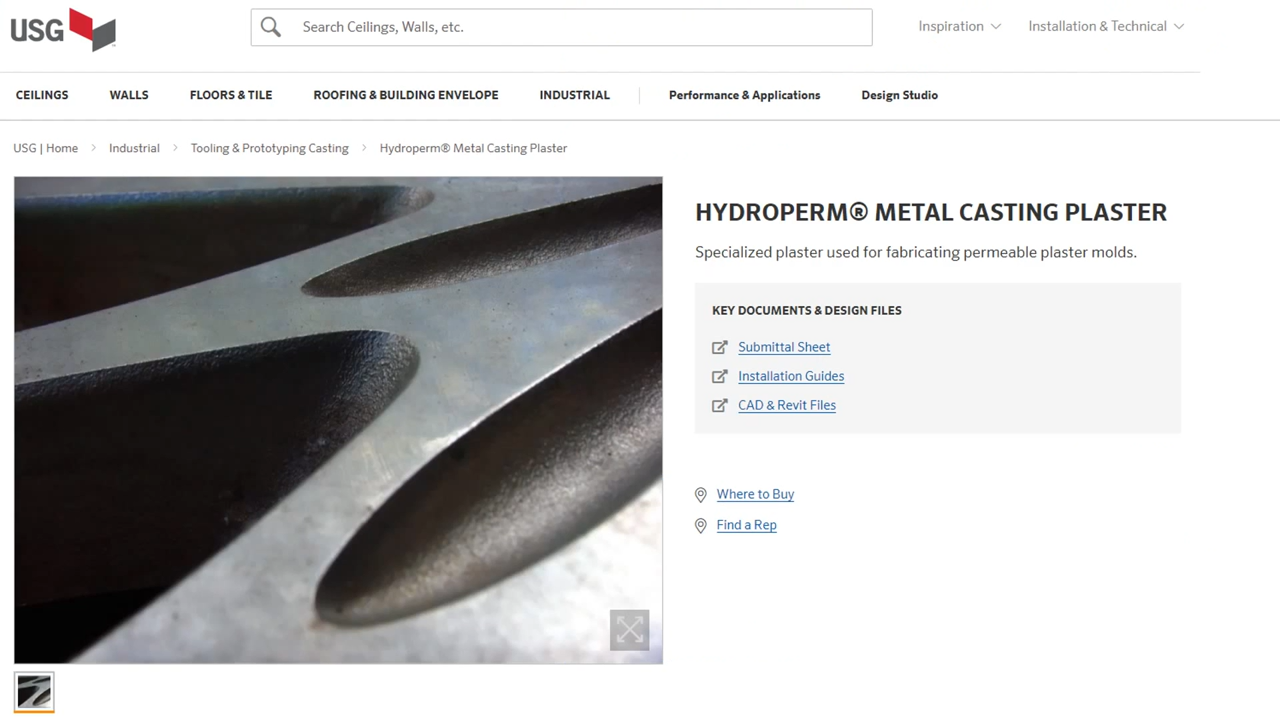 USG
Search Ceilings, Walls, etc.
Inspiration
Installation & Technical
CEILINGS
WALLS
FLOORS & TILE
ROOFING & BUILDING ENVELOPE
INDUSTRIAL
Performance & Applications
Design Studio
USG | Home
Industrial
Tooling & Prototyping Casting
Hydroperm® Metal Casting Plaster
HYDROPERM® METAL CASTING PLASTER
Specialized plaster used for fabricating permeable plaster molds.
KEY DOCUMENTS & DESIGN FILES
Submittal Sheet
Installation Guides
CAD & Revit Files
Where to Buy
Find a Rep